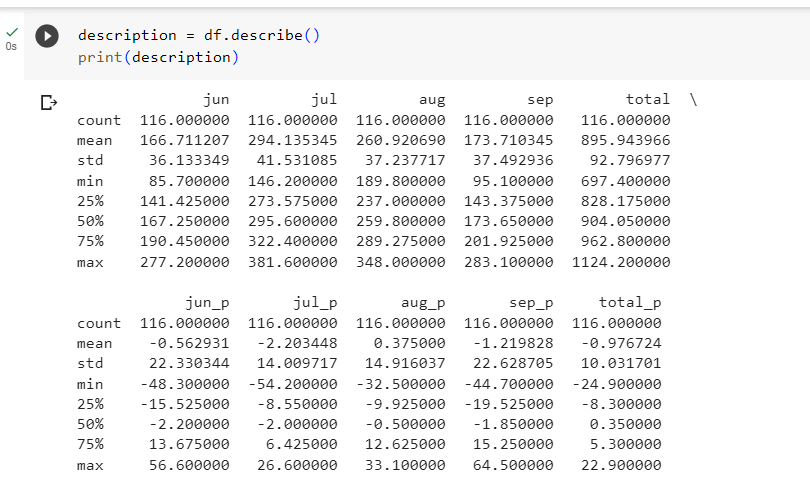 description = df.describe()
0s
print(description)
jun jul aug sep total \
count 116.000000 116.000000 116.000000 116.000000 116.000000
mean 166.711207 294.135345 260.920690 173.710345 895.943966
std 36.133349 41.531085 37.237717 37.492936 92.796977
min 85.700000 146.200000 189.800000 95.100000 697.400000
25% 141.425000 273.575000 237.000000 143.375000 828.175000
50% 167.250000 295.600000 259.800000 173.650000 904.050000
75% 190.450000 322.400000 289.275000 201.925000 962.800000
max 277.200000 381.600000 348.000000 283.100000 1124.200000
jun_p jul_p aug_p sep_p total_p
count 116.000000 116.000000 116.000000 116.000000 116.000000
mean -0.562931 -2.203448 0.375000 -1.219828 -0.976724
std 22.330344 14.009717 14.916037 22.628705 10.031701
min -48.300000 -54.200000 -32.500000 -44.700000 -24.900000
25% -15.525000 -8.550000 -9.925000 -19.525000 -8.300000
50% -2.200000 -2.000000 -0.500000 -1.850000 0.350000
75% 13.675000 6.425000 12.625000 15.250000 5.300000
max 56.600000 26.600000 33.100000 64.500000 22.900000